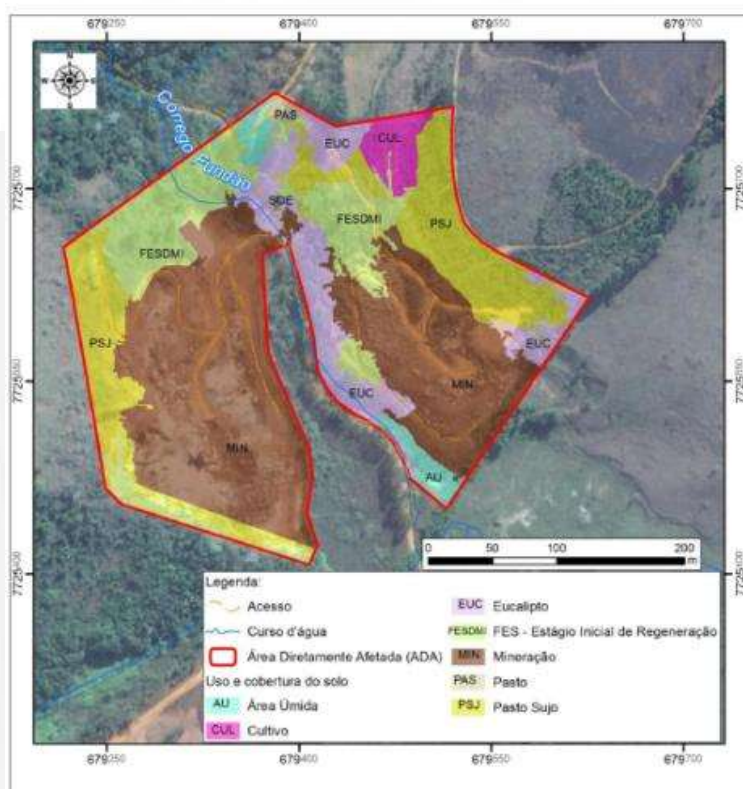 679250 679400 679550 679700
N
PAS
EUC
CUL
Córrego Fundão
7725700 7725700
FESDMI
PSJ
FESDMI
PSJ
EUC
7725550 7725550
EUC
MIN
MIN
AU
0 50 100 200
m
7725400 7725400
Legenda:
Acesso
Curso d'água
Área Diretamente Afetada (ADA)
Uso e cobertura do solo
AU Área Úmida
CUL Cultivo
EUC Eucalipto
FESDMI FES - Estágio Inicial de Regeneração
MIN Mineração
PAS Pasto
PSJ Pasto Sujo
679250 679400 679550 679700